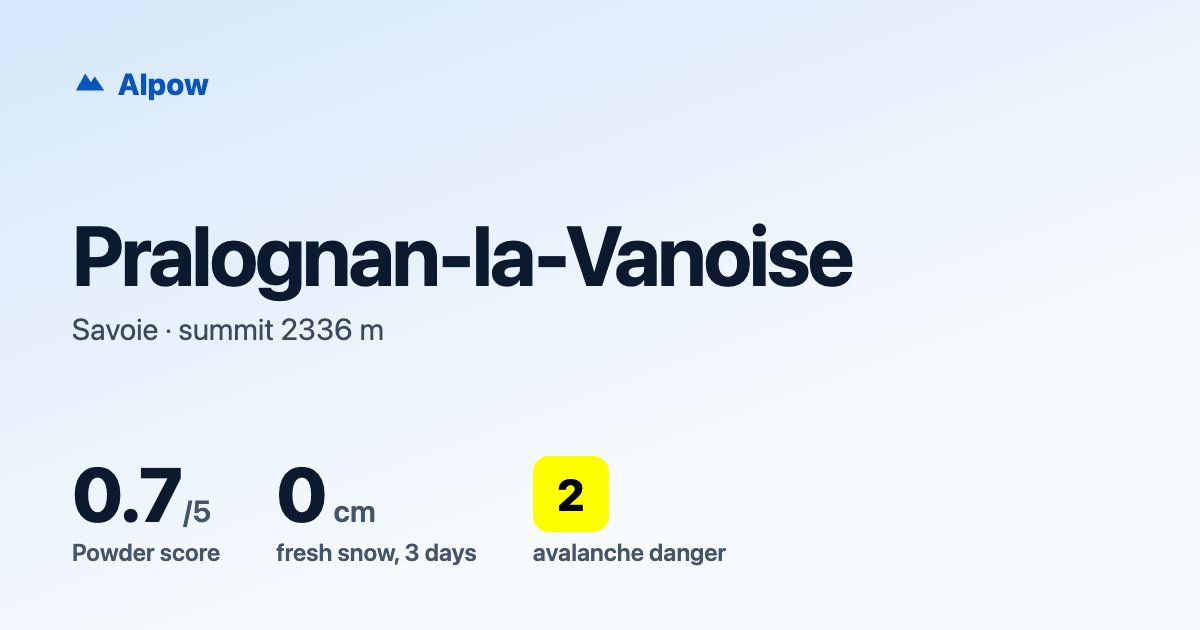 Alpow
Pralognan-la-Vanoise
Savoie · summit 2336 m
0.7/5
Powder score
0 cm
fresh snow, 3 days
2
avalanche danger